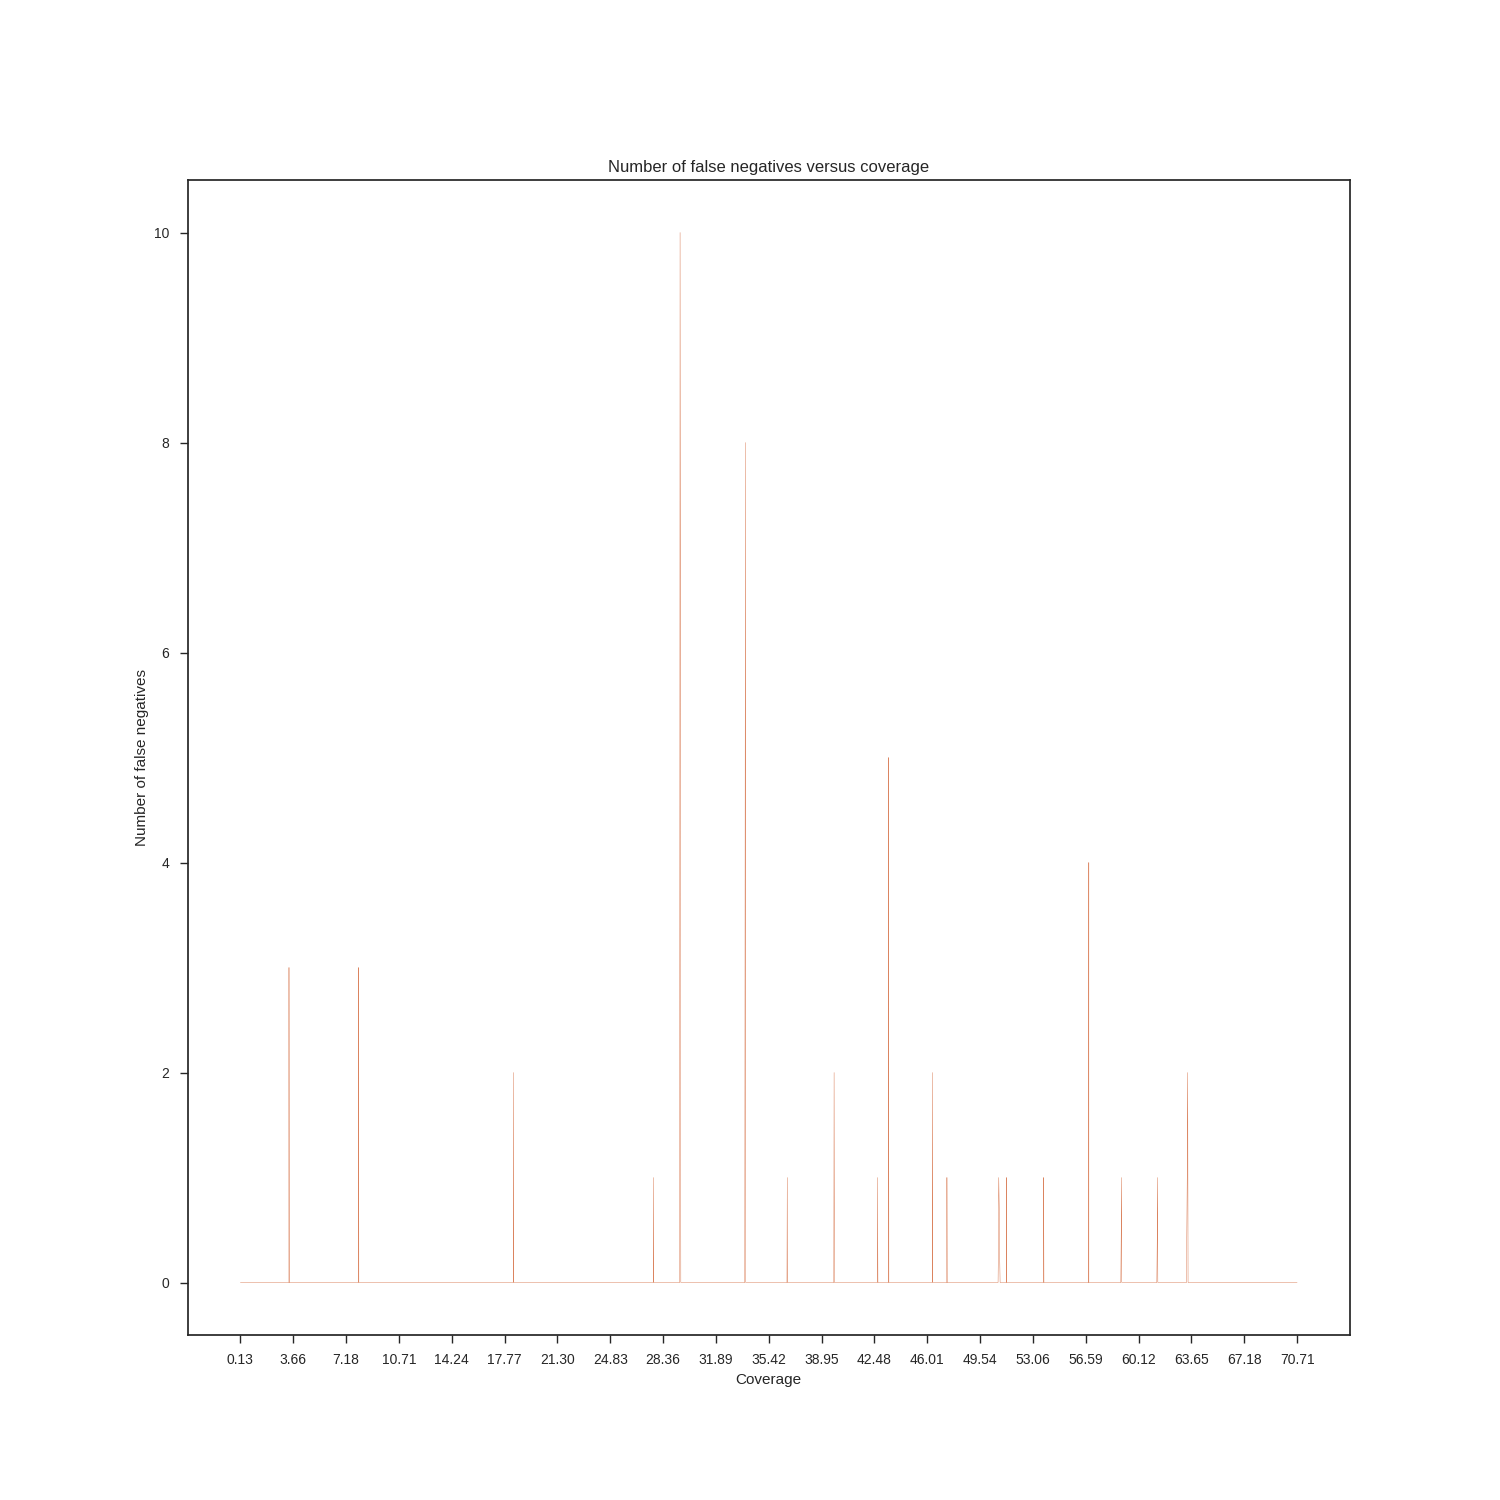 Number of false negatives versus coverage
10
8
6
4
2
0
Number of false negatives
0.13 3.66 7.18 10.71 14.24 17.77 21.30 24.83 28.36 31.89 35.42 38.95 42.48 46.01 49.54 53.06 56.59 60.12 63.65 67.18 70.71
Coverage